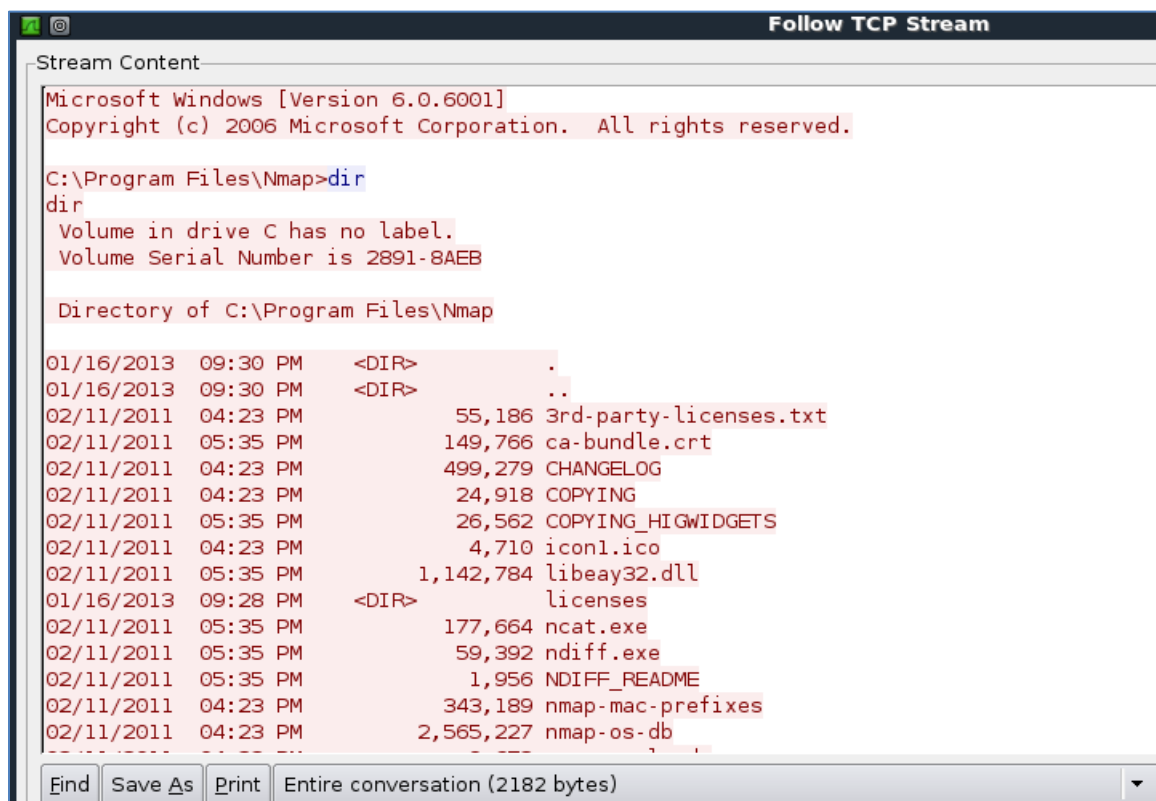 Follow TCP Stream
Stream Content
Microsoft Windows [Version 6.0.6001]
Copyright (c) 2006 Microsoft Corporation.  All rights reserved.
C:\Program Files\Nmap>dir
dir
 Volume in drive C has no label.
 Volume Serial Number is 2891-8AEB
 Directory of C:\Program Files\Nmap
01/16/2013  09:30 PM    <DIR>          .
01/16/2013  09:30 PM    <DIR>          ..
02/11/2011  04:23 PM            55,186 3rd-party-licenses.txt
02/11/2011  05:35 PM           149,766 ca-bundle.crt
02/11/2011  04:23 PM           499,279 CHANGELOG
02/11/2011  04:23 PM            24,918 COPYING
02/11/2011  05:35 PM            26,562 COPYING_HIGWIDGETS
02/11/2011  04:23 PM             4,710 icon1.ico
02/11/2011  05:35 PM         1,142,784 libeay32.dll
01/16/2013  09:28 PM    <DIR>          licenses
02/11/2011  05:35 PM           177,664 ncat.exe
02/11/2011  05:35 PM            59,392 ndiff.exe
02/11/2011  05:35 PM             1,956 NDIFF_README
02/11/2011  04:23 PM           343,189 nmap-mac-prefixes
02/11/2011  04:23 PM         2,565,227 nmap-os-db
Find Save As Print Entire conversation (2182 bytes)